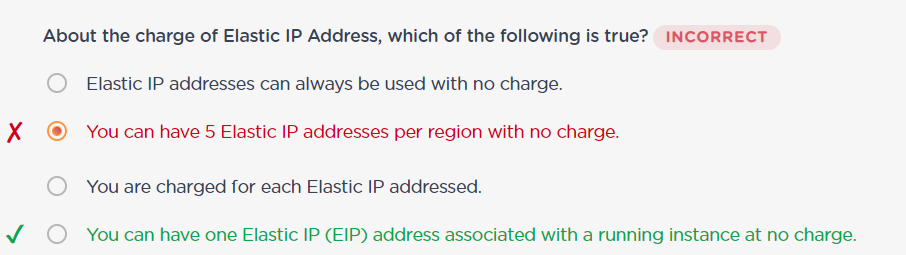 About the charge of Elastic IP Address, which of the following is true? INCORRECT
Elastic IP addresses can always be used with no charge.
You can have 5 Elastic IP addresses per region with no charge.
You are charged for each Elastic IP addressed.
You can have one Elastic IP (EIP) address associated with a running instance at no charge.